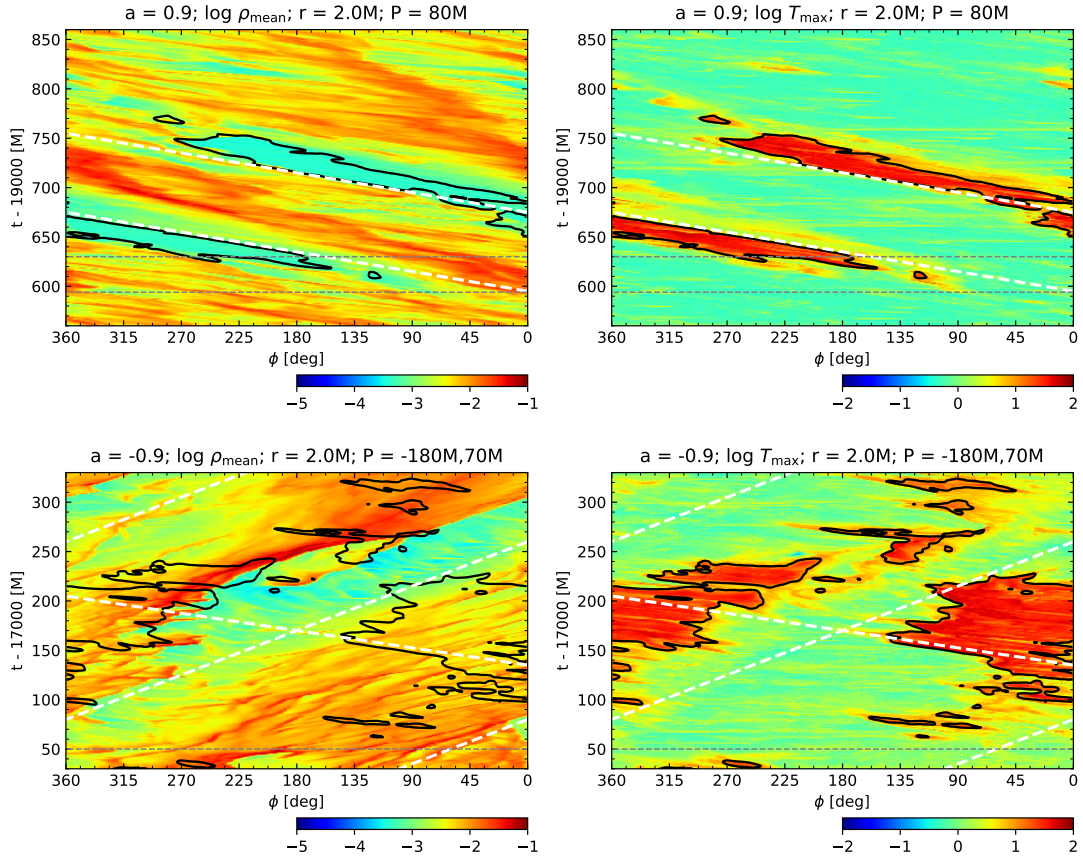 a = 0.9; log ρmean; r = 2.0M; P = 80M
850
800
750
700
650
600
t - 19000 [M]
360 315 270 225 180 135 90 45 0
ϕ [deg]
−5 −4 −3 −2 −1
a = 0.9; log Tmax; r = 2.0M; P = 80M
850
800
750
700
650
600
t - 19000 [M]
360 315 270 225 180 135 90 45 0
ϕ [deg]
−2 −1 0 1 2
a = -0.9; log ρmean; r = 2.0M; P = -180M,70M
300
250
200
150
100
50
t - 17000 [M]
360 315 270 225 180 135 90 45 0
ϕ [deg]
−5 −4 −3 −2 −1
a = -0.9; log Tmax; r = 2.0M; P = -180M,70M
300
250
200
150
100
50
t - 17000 [M]
360 315 270 225 180 135 90 45 0
ϕ [deg]
−2 −1 0 1 2